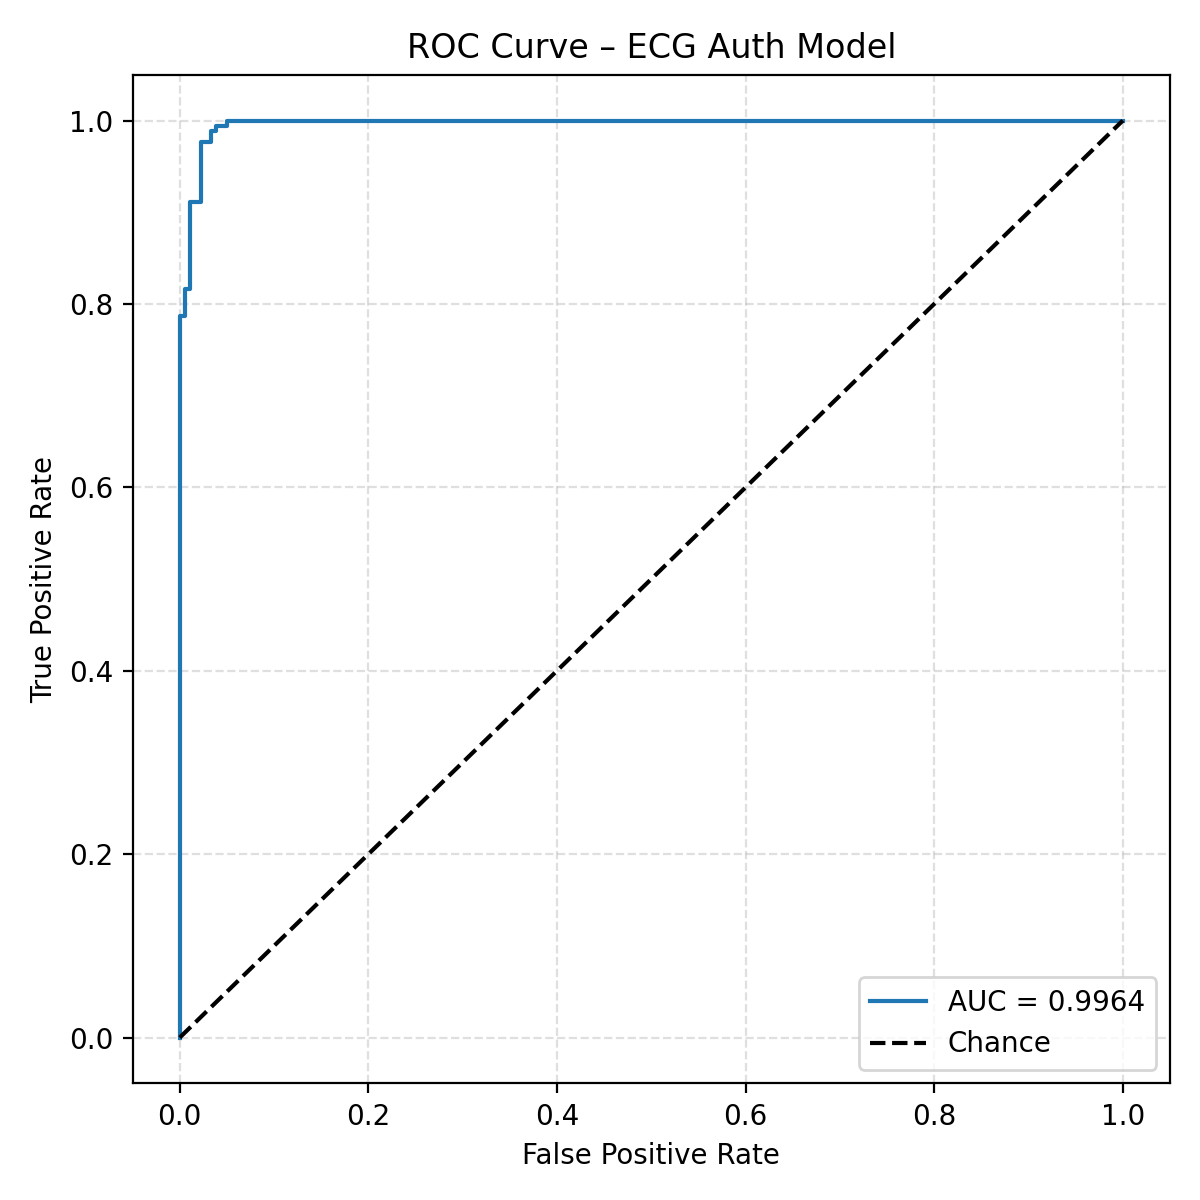 ROC Curve – ECG Auth Model
1.0
0.8
0.6
0.4
0.2
0.0
True Positive Rate
0.0 0.2 0.4 0.6 0.8 1.0
False Positive Rate
AUC = 0.9964
Chance